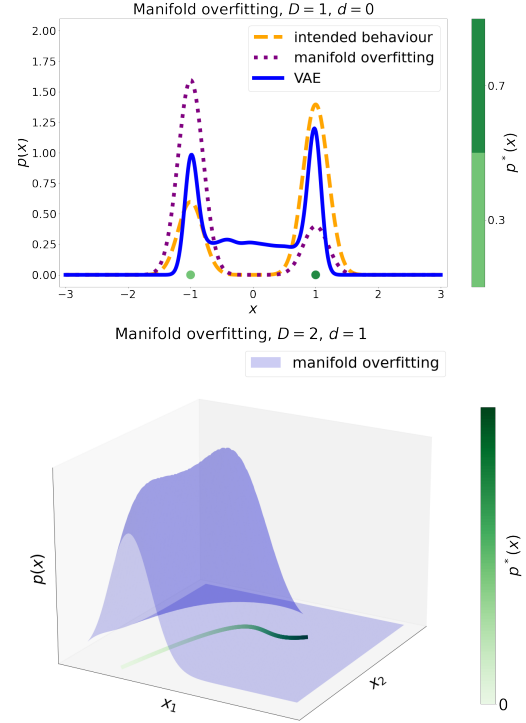 Manifold overfitting, D = 1, d = 0
2.00
1.75
1.50
1.25
1.00
0.75
0.50
0.25
0.00
p(x)
intended behaviour
manifold overfitting
VAE
−3
−2
−1
0
1
2
3
x
0.7
0.3
p*(x)
Manifold overfitting, D = 2, d = 1
manifold overfitting
p(x)
x₁
x₂
p*(x)
0